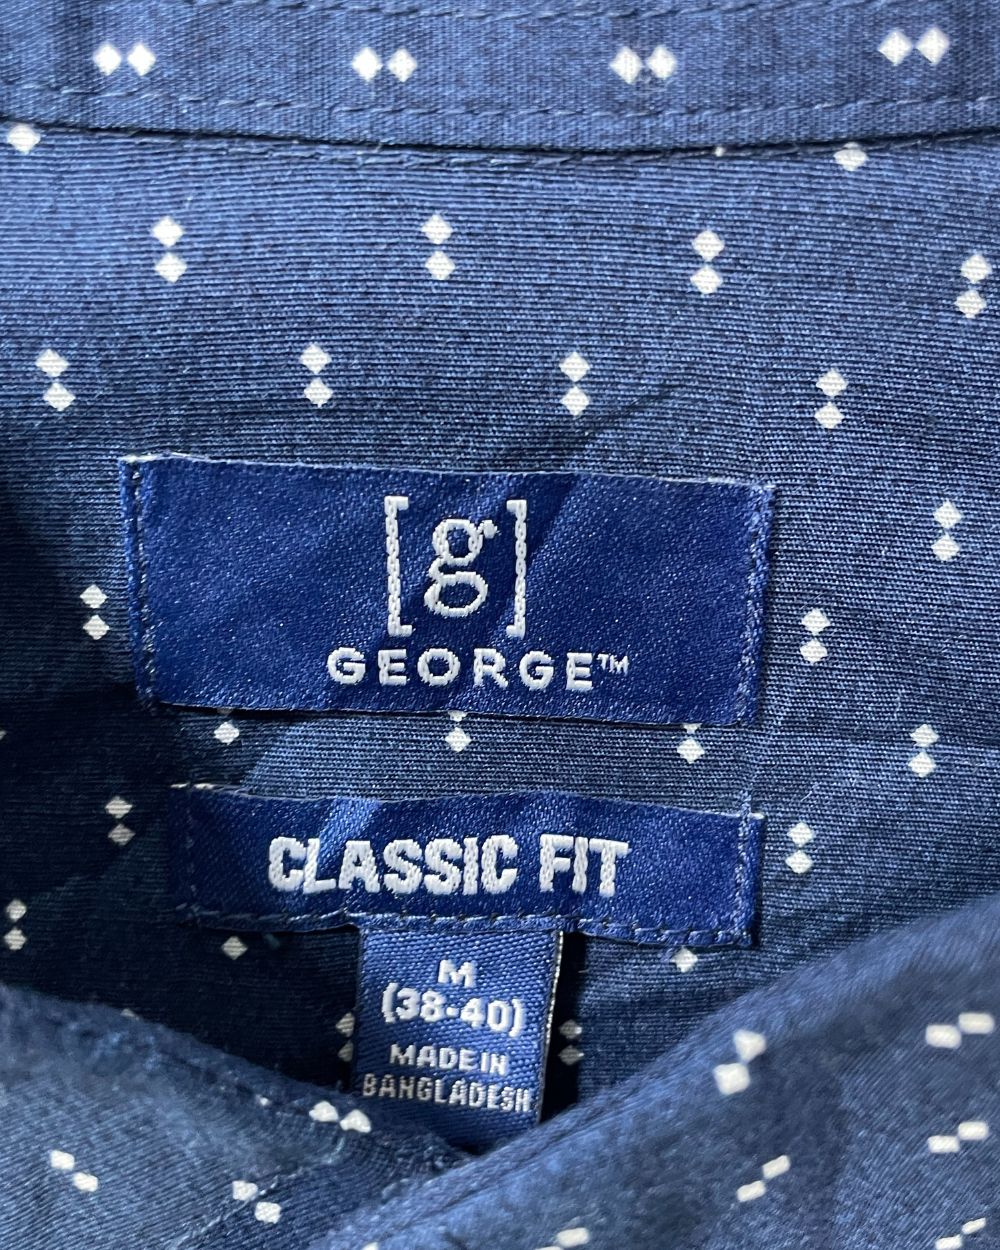 [g]
GEORGE™
CLASSIC FIT
M
(38-40)
MADE IN
BANGLADESH